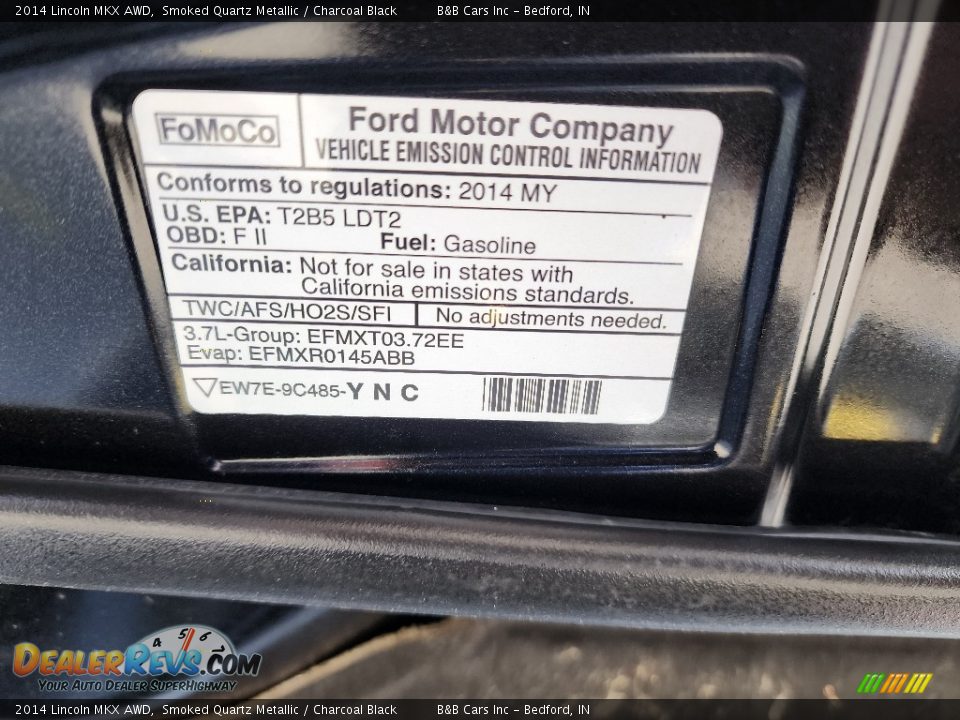 2014 Lincoln MKX AWD, Smoked Quartz Metallic / Charcoal Black B&B Cars Inc - Bedford, IN
FoMoCo
Ford Motor Company
VEHICLE EMISSION CONTROL INFORMATION
Conforms to regulations: 2014 MY
U.S. EPA: T2B5 LDT2
OBD: F II Fuel: Gasoline
California: Not for sale in states with
California emissions standards.
TWC/AFS/HO2S/SFI No adjustments needed.
3.7L-Group: EFMXT03.72EE
Evap: EFMXR0145ABB
EW7E-9C485-Y N C
4 5 6
DealerRevs.com
Your Auto Dealer SuperHighway
2014 Lincoln MKX AWD, Smoked Quartz Metallic / Charcoal Black B&B Cars Inc - Bedford, IN